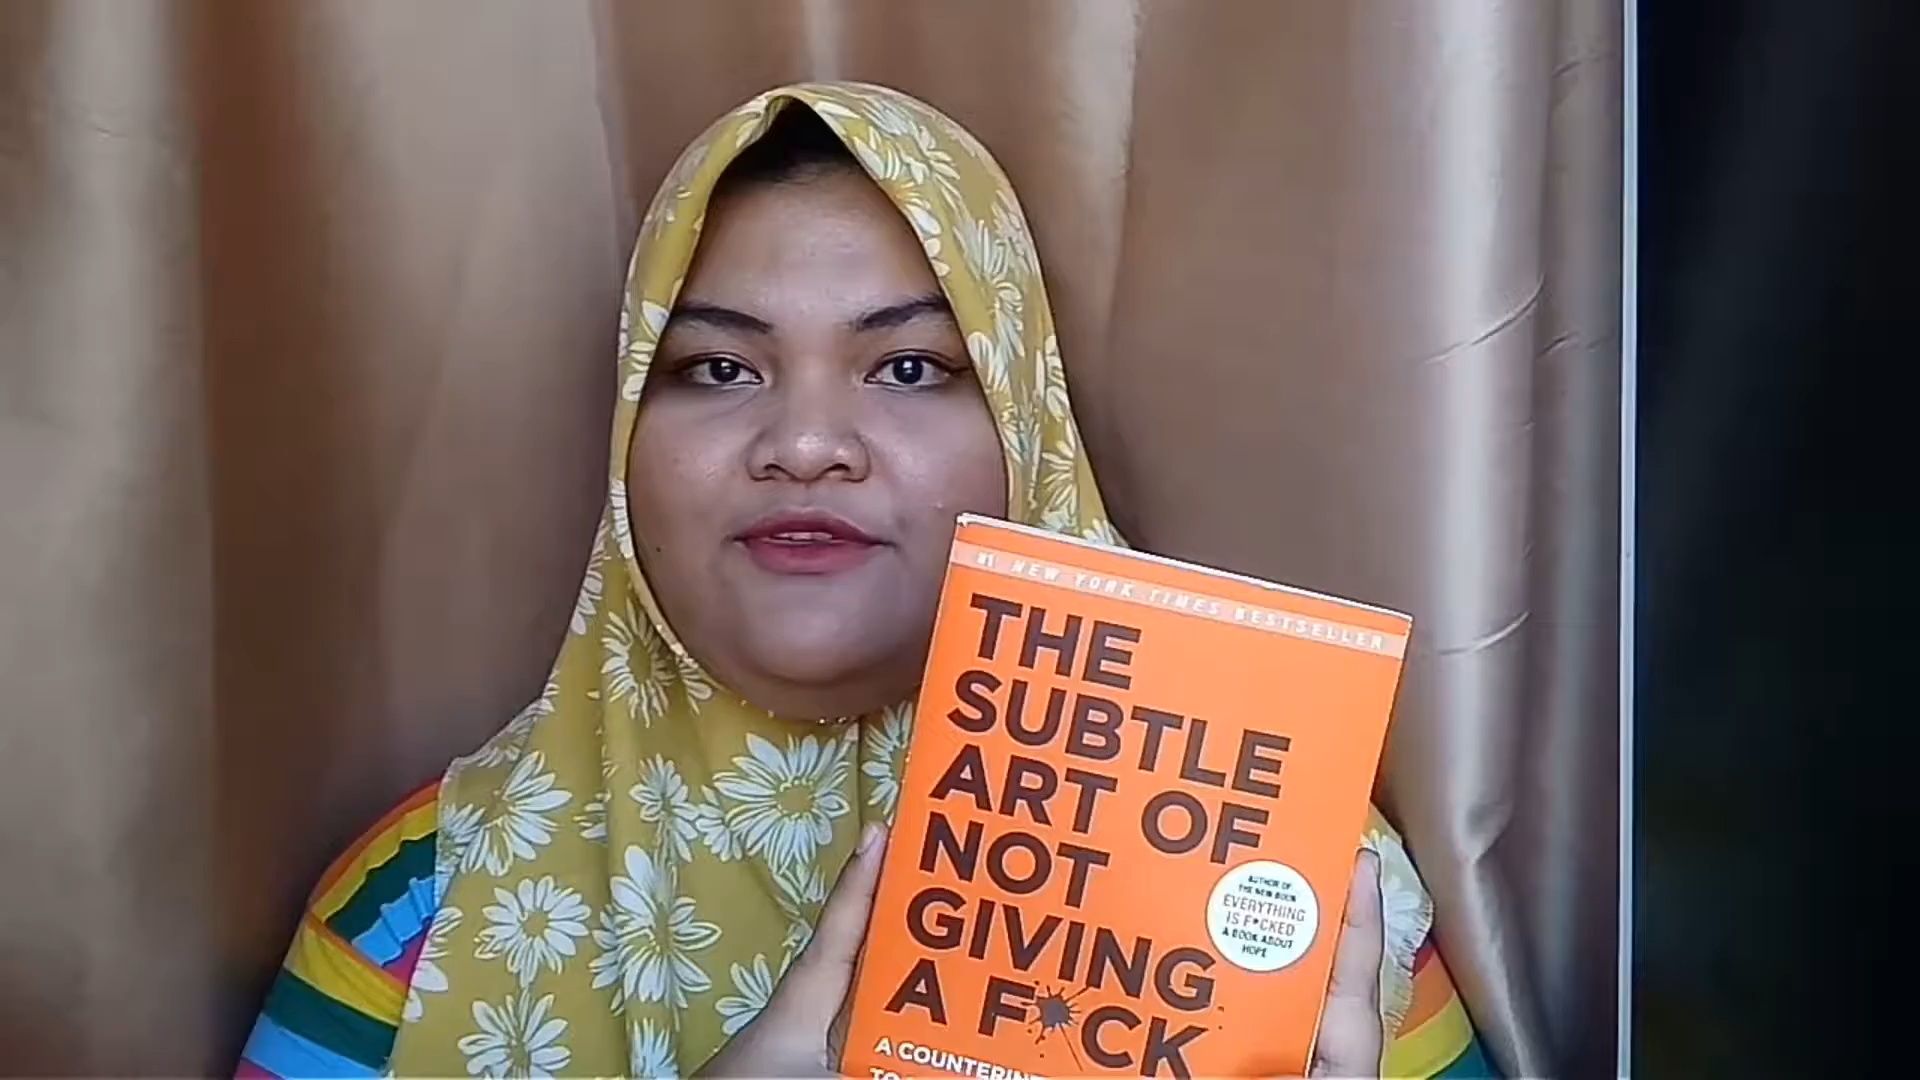 #1 NEW YORK TIMES BESTSELLER
THE
SUBTLE
ART OF
NOT
GIVING
A F*CK
AUTHOR OF
THE NEW BOOK
EVERYTHING
IS F*CKED
A BOOK ABOUT
HOPE
A
TO